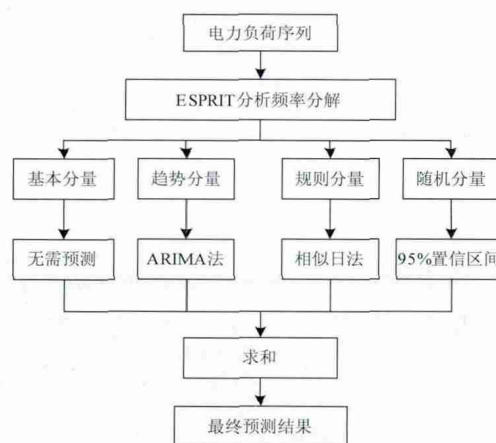 电力负荷序列
ESPRIT分析频率分解
基本分量 趋势分量 规则分量 随机分量
无需预测 ARIMA法 相似日法 95%置信区间
求和
最终预测结果